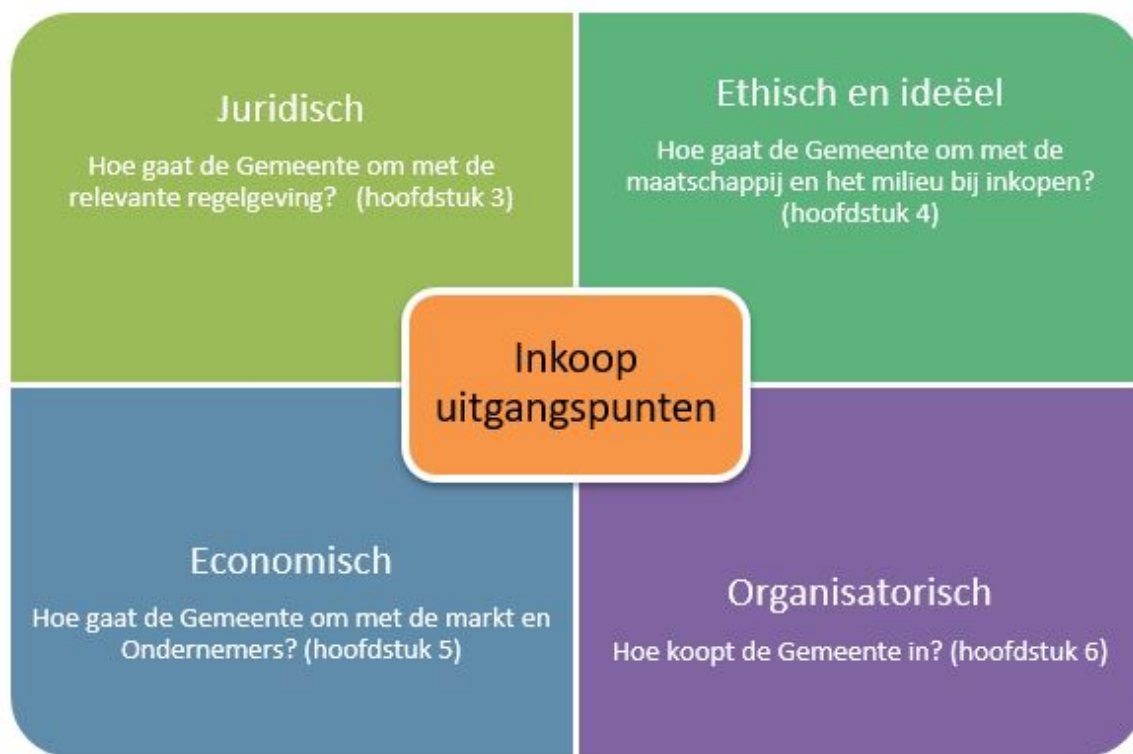 Juridisch
Hoe gaat de Gemeente om met de
relevante regelgeving? (hoofdstuk 3)
Ethisch en ideëel
Hoe gaat de Gemeente om met de
maatschappij en het milieu bij inkopen?
(hoofdstuk 4)
Inkoop
uitgangspunten
Economisch
Hoe gaat de Gemeente om met de markt en
Ondernemers? (hoofdstuk 5)
Organisatorisch
Hoe koopt de Gemeente in? (hoofdstuk 6)